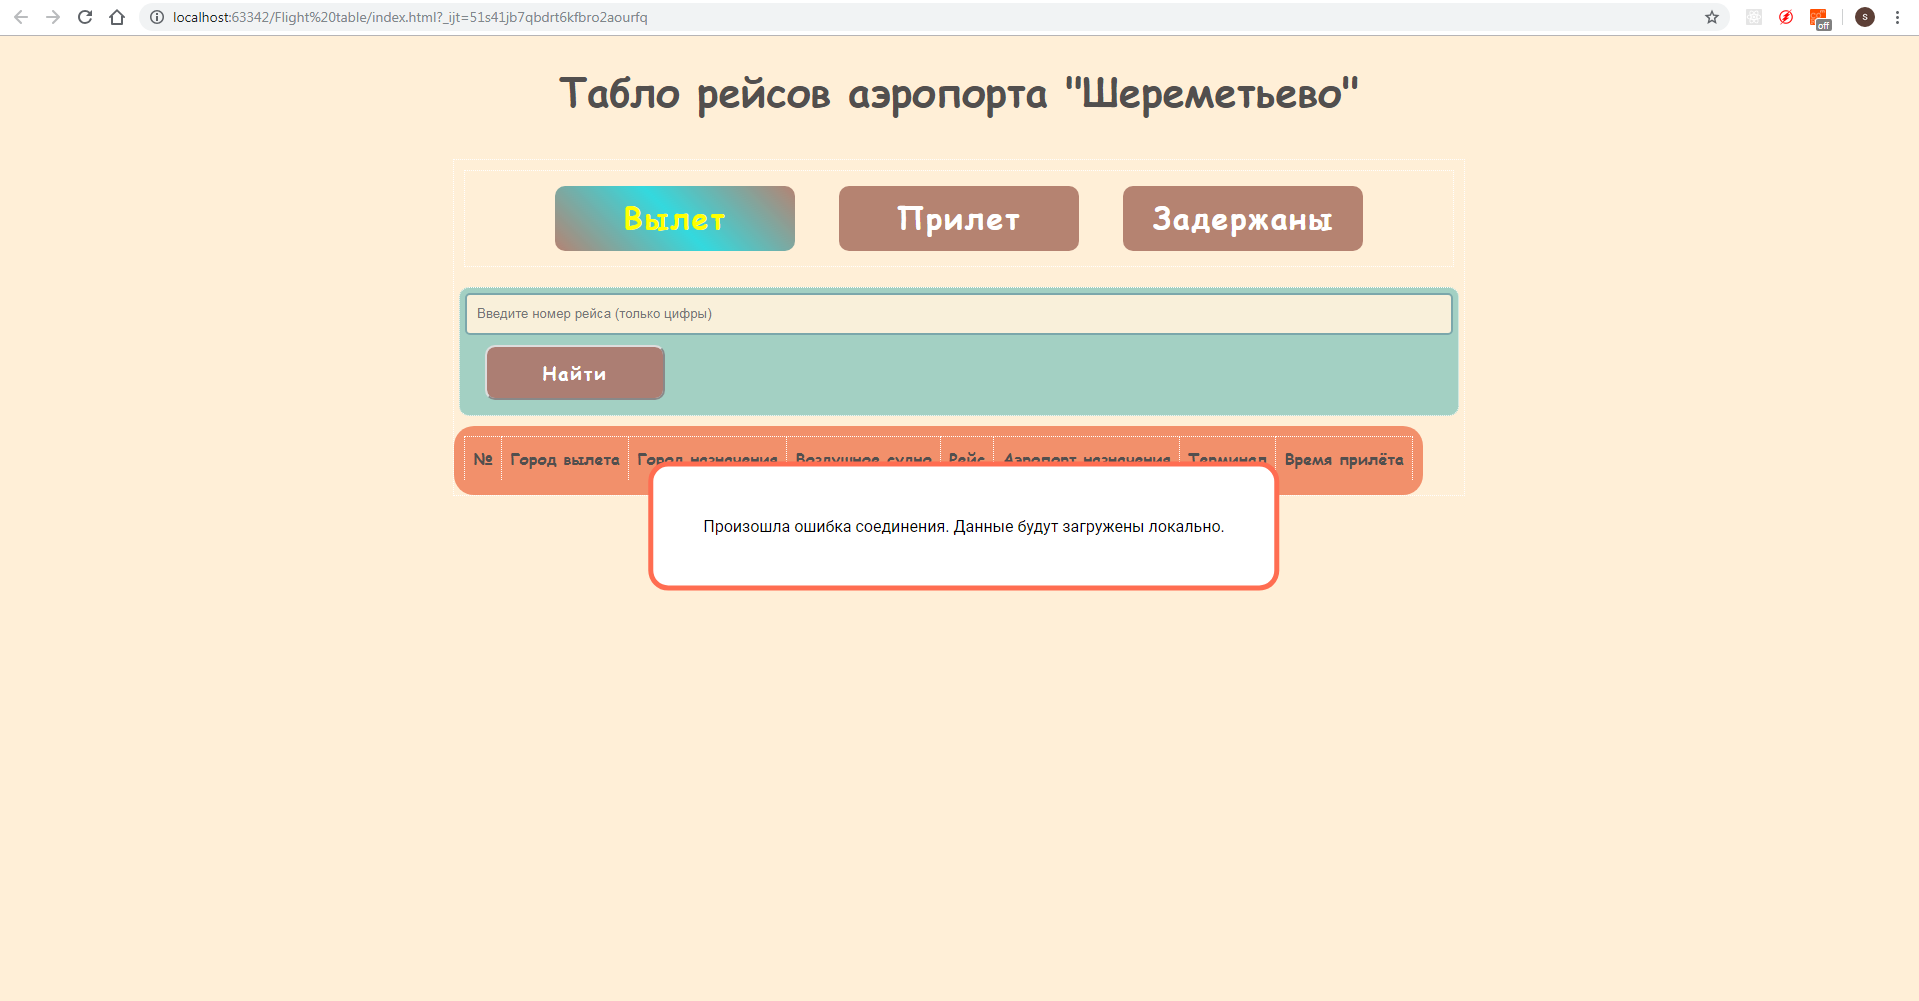 localhost:63342/Flight%20table/index.html?_ijt=51s41jb7qbdrt6kfbro2aourfq
off
s
Табло рейсов аэропорта "Шереметьево"
Вылет Прилет Задержаны
Введите номер рейса (только цифры)
Найти
№ Город вылета Город назначения Воздушное судно Рейс Аэропорт назначения Терминал Время прилёта
Произошла ошибка соединения. Данные будут загружены локально.